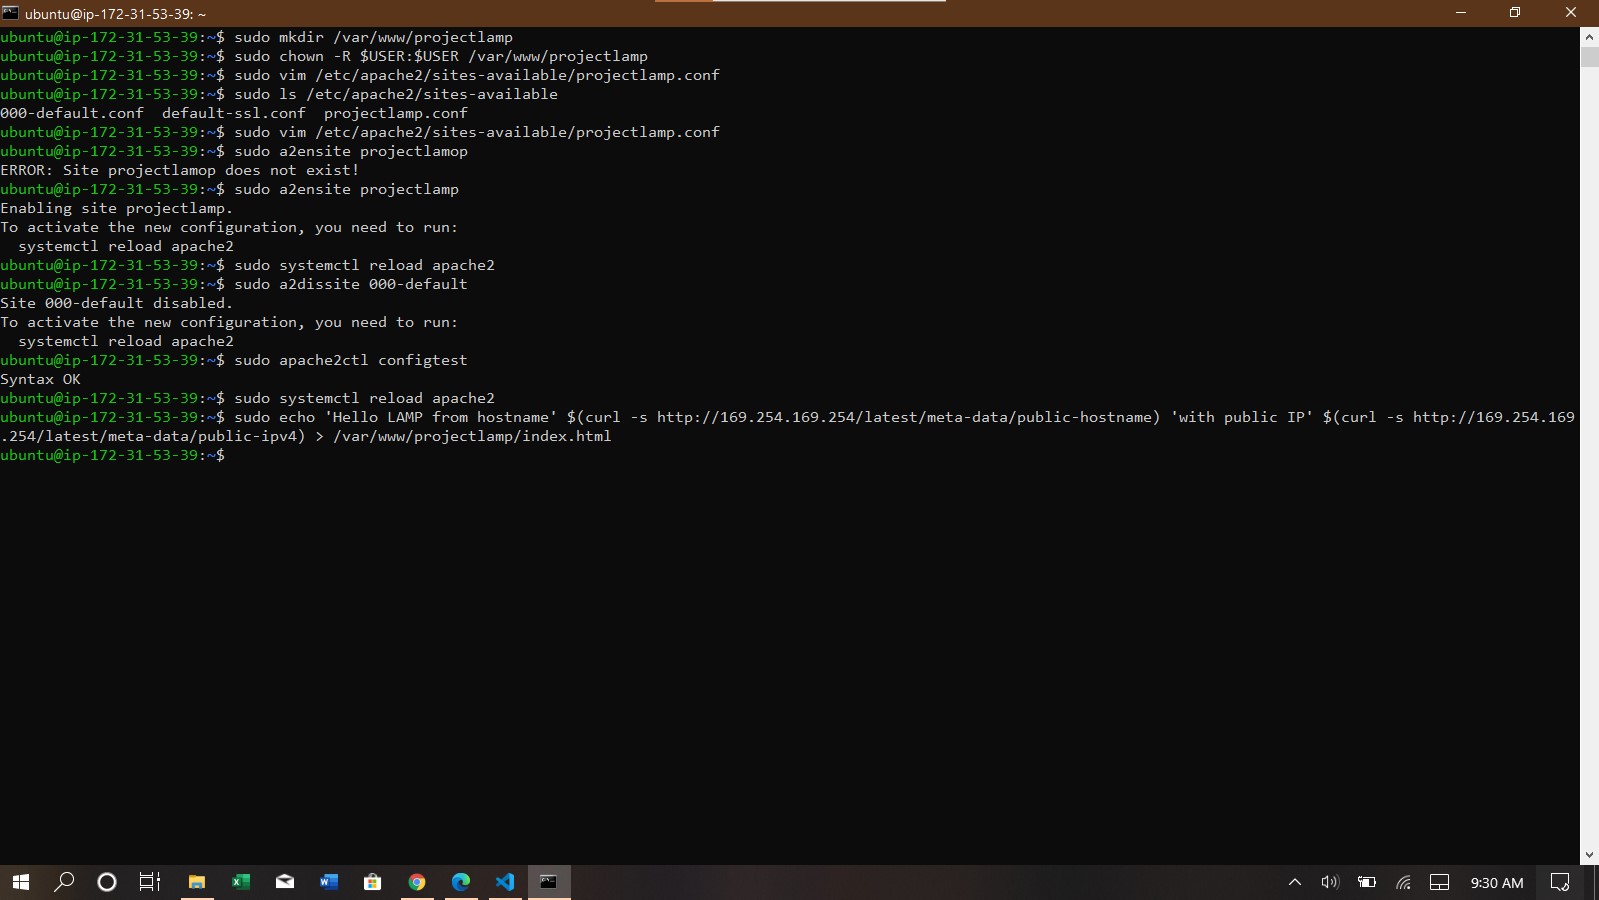 ubuntu@ip-172-31-53-39: ~
ubuntu@ip-172-31-53-39:~$ sudo mkdir /var/www/projectlamp
ubuntu@ip-172-31-53-39:~$ sudo chown -R $USER:$USER /var/www/projectlamp
ubuntu@ip-172-31-53-39:~$ sudo vim /etc/apache2/sites-available/projectlamp.conf
ubuntu@ip-172-31-53-39:~$ sudo ls /etc/apache2/sites-available
000-default.conf  default-ssl.conf  projectlamp.conf
ubuntu@ip-172-31-53-39:~$ sudo vim /etc/apache2/sites-available/projectlamp.conf
ubuntu@ip-172-31-53-39:~$ sudo a2ensite projectlamop
ERROR: Site projectlamop does not exist!
ubuntu@ip-172-31-53-39:~$ sudo a2ensite projectlamp
Enabling site projectlamp.
To activate the new configuration, you need to run:
  systemctl reload apache2
ubuntu@ip-172-31-53-39:~$ sudo systemctl reload apache2
ubuntu@ip-172-31-53-39:~$ sudo a2dissite 000-default
Site 000-default disabled.
To activate the new configuration, you need to run:
  systemctl reload apache2
ubuntu@ip-172-31-53-39:~$ sudo apache2ctl configtest
Syntax OK
ubuntu@ip-172-31-53-39:~$ sudo systemctl reload apache2
ubuntu@ip-172-31-53-39:~$ sudo echo 'Hello LAMP from hostname' $(curl -s http://169.254.169.254/latest/meta-data/public-hostname) 'with public IP' $(curl -s http://169.254.169
.254/latest/meta-data/public-ipv4) > /var/www/projectlamp/index.html
ubuntu@ip-172-31-53-39:~$
9:30 AM